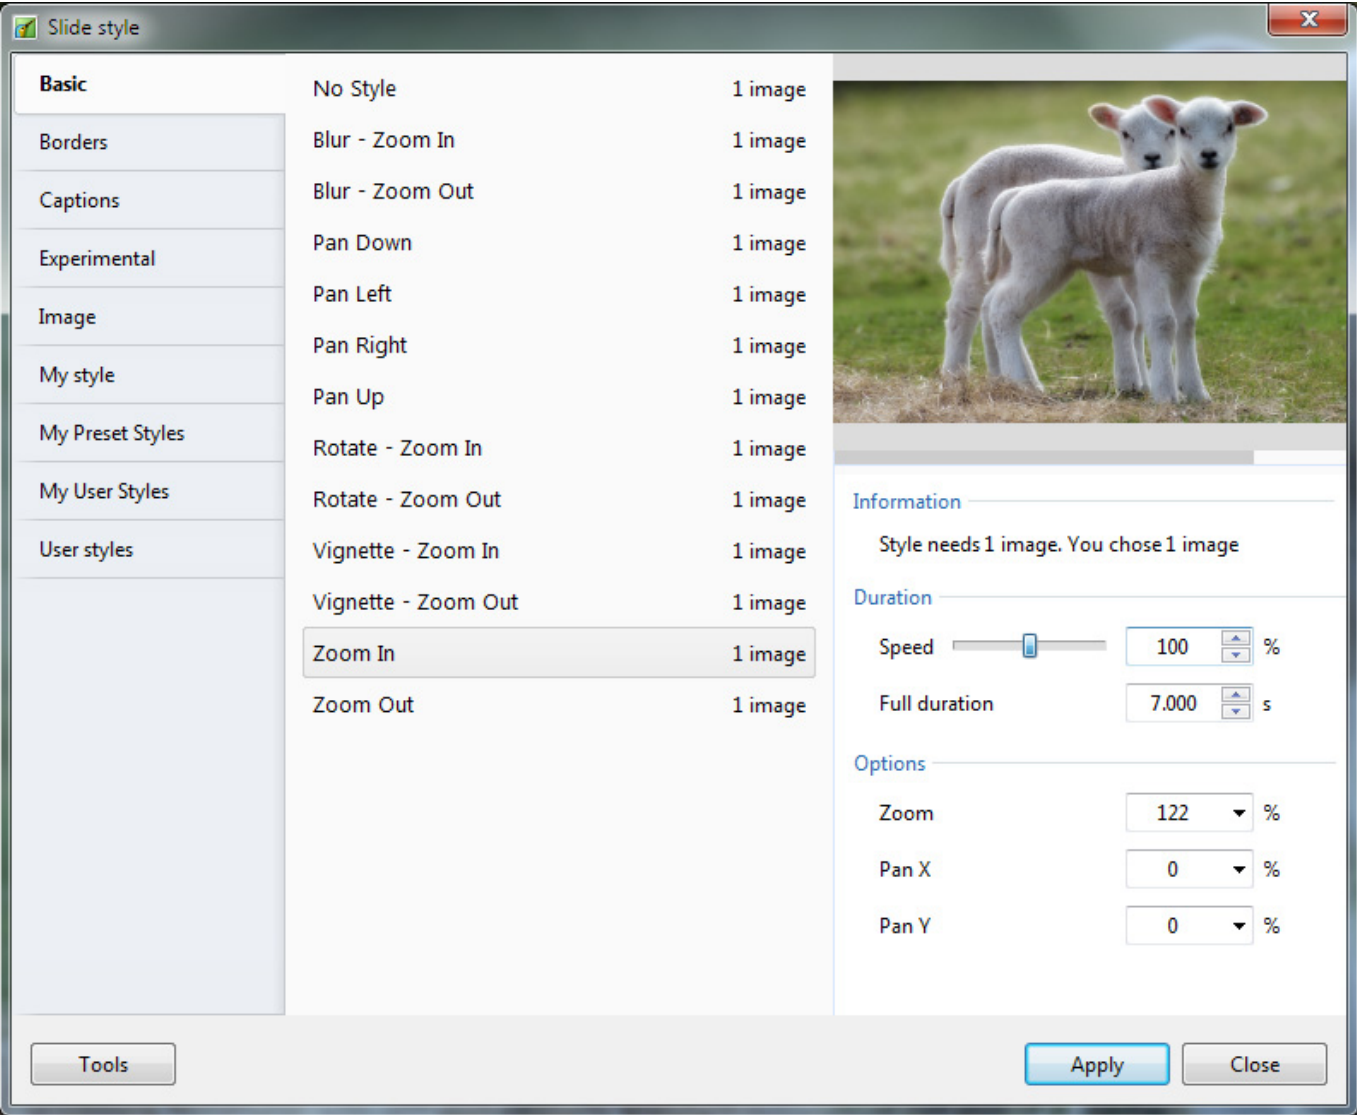 Slide style
Basic
Borders
Captions
Experimental
Image
My style
My Preset Styles
My User Styles
User styles
No Style 1 image
Blur - Zoom In 1 image
Blur - Zoom Out 1 image
Pan Down 1 image
Pan Left 1 image
Pan Right 1 image
Pan Up 1 image
Rotate - Zoom In 1 image
Rotate - Zoom Out 1 image
Vignette - Zoom In 1 image
Vignette - Zoom Out 1 image
Zoom In 1 image
Zoom Out 1 image
Information
Style needs 1 image. You chose 1 image
Duration
Speed 100 %
Full duration 7.000 s
Options
Zoom 122 %
Pan X 0 %
Pan Y 0 %
Tools Apply Close